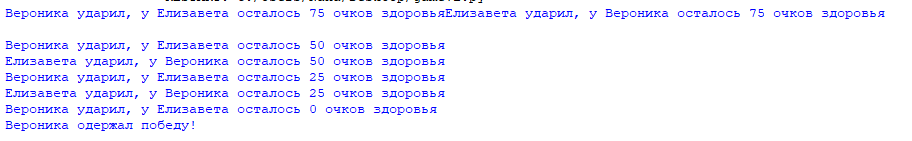 Вероника ударил, у Елизавета осталось 75 очков здоровьяЕлизавета ударил, у Вероника осталось 75 очков здоровья
Вероника ударил, у Елизавета осталось 50 очков здоровья
Елизавета ударил, у Вероника осталось 50 очков здоровья
Вероника ударил, у Елизавета осталось 25 очков здоровья
Елизавета ударил, у Вероника осталось 25 очков здоровья
Вероника ударил, у Елизавета осталось 0 очков здоровья
Вероника одержал победу!